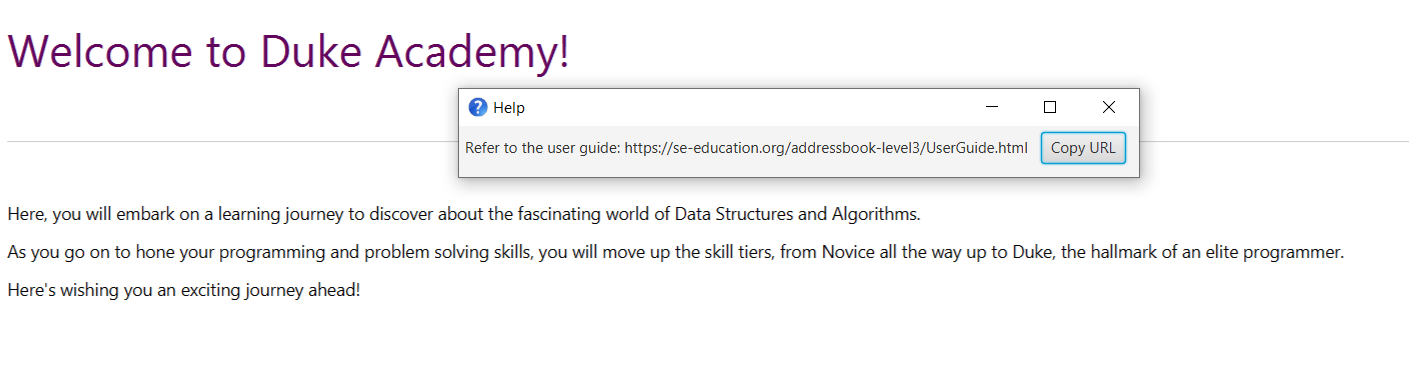 Welcome to Duke Academy!
Help
Refer to the user guide: https://se-education.org/addressbook-level3/UserGuide.html Copy URL
Here, you will embark on a learning journey to discover about the fascinating world of Data Structures and Algorithms.
As you go on to hone your programming and problem solving skills, you will move up the skill tiers, from Novice all the way up to Duke, the hallmark of an elite programmer.
Here's wishing you an exciting journey ahead!